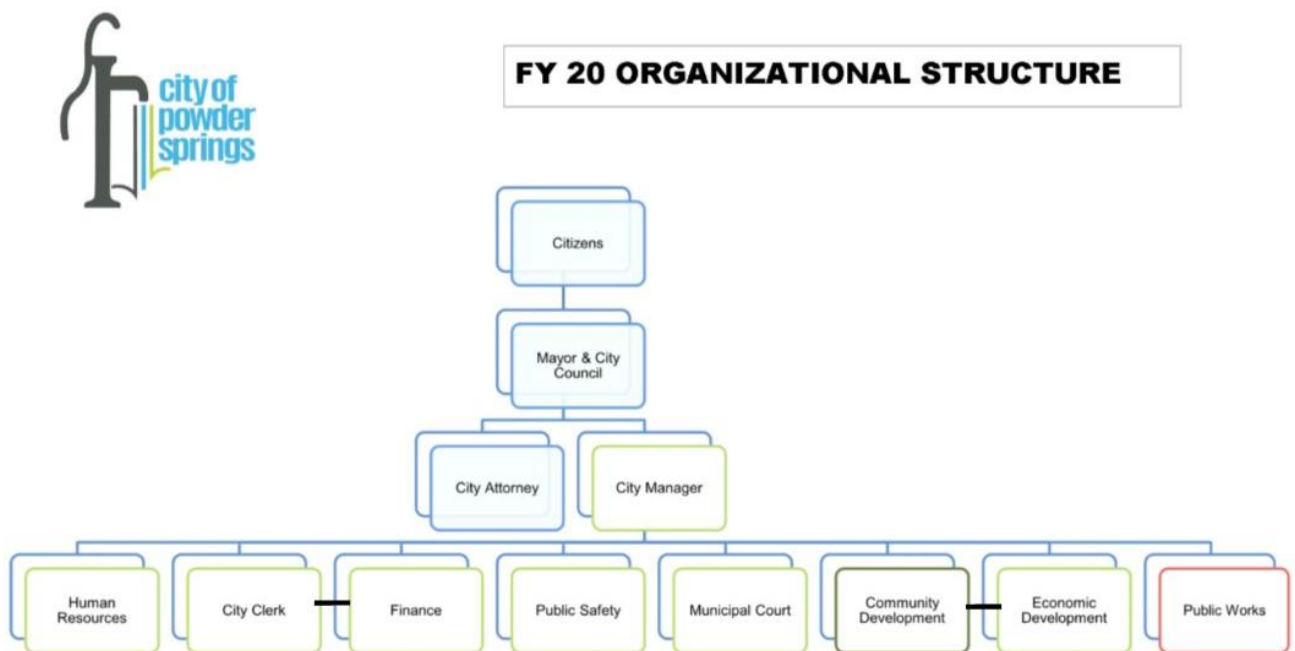 city of
powder
springs
FY 20 ORGANIZATIONAL STRUCTURE
Citizens
Mayor & City
Council
City Attorney
City Manager
Human
Resources
City Clerk
Finance
Public Safety
Municipal Court
Community
Development
Economic
Development
Public Works